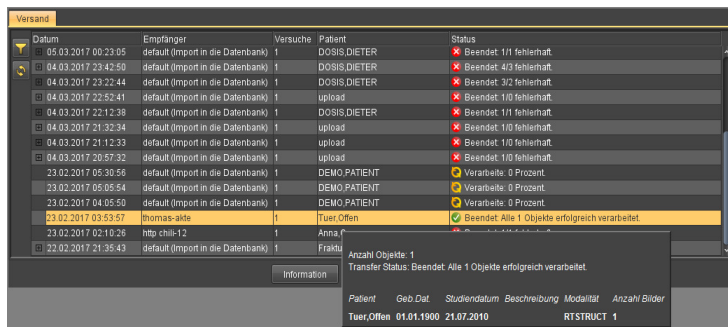 Versand
Datum Empfänger Versuche Patient Status
05.03.2017 00:23:05 default (Import in die Datenbank) 1 DOSIS,DIETER Beendet: 1/1 fehlerhaft.
04.03.2017 23:42:50 default (Import in die Datenbank) 1 DOSIS,DIETER Beendet: 4/3 fehlerhaft.
04.03.2017 23:22:44 default (Import in die Datenbank) 1 DOSIS,DIETER Beendet: 3/2 fehlerhaft.
04.03.2017 22:52:41 default (Import in die Datenbank) 1 upload Beendet: 1/0 fehlerhaft.
04.03.2017 22:12:38 default (Import in die Datenbank) 1 DOSIS,DIETER Beendet: 1/1 fehlerhaft.
04.03.2017 21:32:34 default (Import in die Datenbank) 1 upload Beendet: 1/0 fehlerhaft.
04.03.2017 21:12:33 default (Import in die Datenbank) 1 upload Beendet: 1/0 fehlerhaft.
04.03.2017 20:57:32 default (Import in die Datenbank) 1 upload Beendet: 1/0 fehlerhaft.
23.02.2017 05:30:56 default (Import in die Datenbank) 1 DEMO,PATIENT Verarbeite: 0 Prozent.
23.02.2017 05:05:54 default (Import in die Datenbank) 1 DEMO,PATIENT Verarbeite: 0 Prozent.
23.02.2017 04:05:50 default (Import in die Datenbank) 1 DEMO,PATIENT Verarbeite: 0 Prozent.
23.02.2017 03:53:57 thomas-akte 1 Tuer,Offen Beendet: Alle 1 Objekte erfolgreich verarbeitet.
23.02.2017 02:10:26 http chili-12 1
22.02.2017 21:35:43 default (Import in die Datenbank) 1 Fraktu
Information
Anzahl Objekte: 1
Transfer Status: Beendet: Alle 1 Objekte erfolgreich verarbeitet.
Patient Geb.Dat. Studiendatum Beschreibung Modalität Anzahl Bilder
Tuer,Offen 01.01.1900 21.07.2010 RTSTRUCT 1